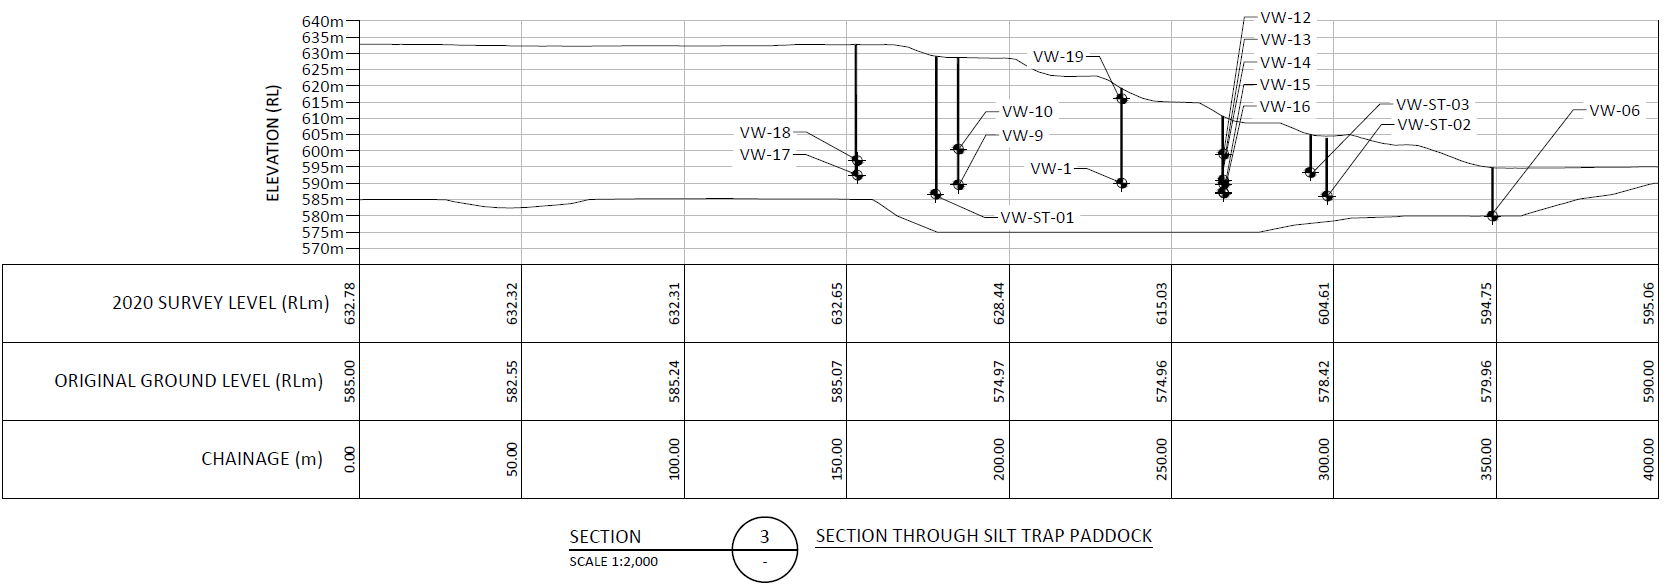 640m
635m
630m
625m
620m
615m
610m
605m
600m
595m
590m
585m
580m
575m
570m
ELEVATION (RL)
VW-12
VW-13
VW-14
VW-15
VW-16
VW-19
VW-10
VW-9
VW-18
VW-17
VW-1
VW-ST-01
VW-ST-03
VW-ST-02
VW-06
2020 SURVEY LEVEL (RLm) 632.78 632.32 632.31 632.65 628.44 615.03 604.61 594.75 595.06
ORIGINAL GROUND LEVEL (RLm) 585.00 582.55 585.24 585.07 574.97 574.96 578.42 579.96 590.00
CHAINAGE (m) 0.00 50.00 100.00 150.00 200.00 250.00 300.00 350.00 400.00
SECTION
SCALE 1:2,000
3
-
SECTION THROUGH SILT TRAP PADDOCK